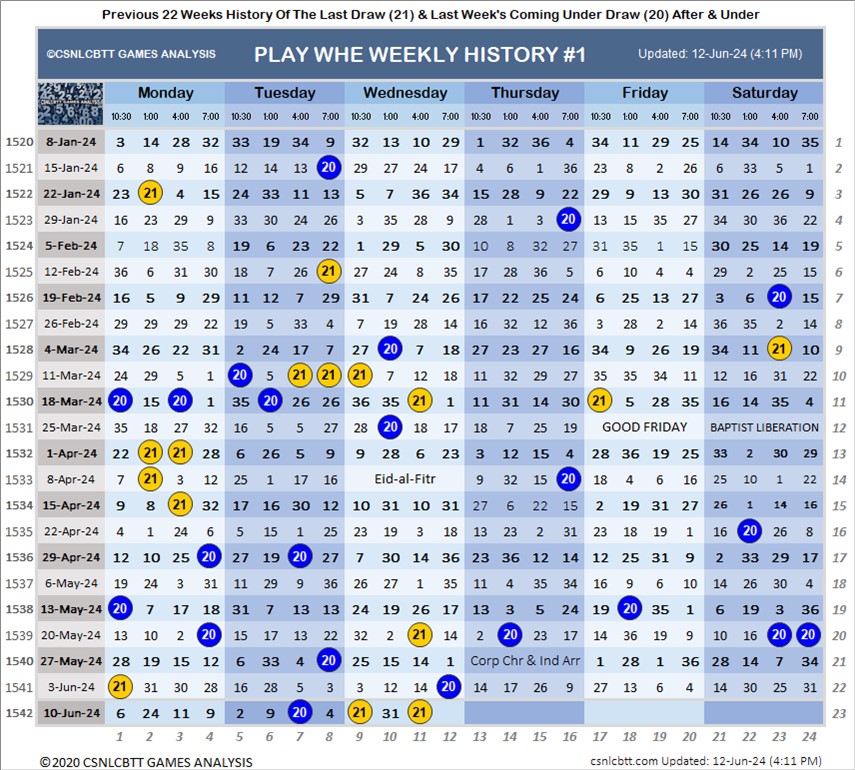 Previous 22 Weeks History Of The Last Draw (21) & Last Week's Coming Under Draw (20) After & Under
©CSNLCBTT GAMES ANALYSIS PLAY WHE WEEKLY HISTORY #1 Updated: 12-Jun-24 (4:11 PM)
Monday Tuesday Wednesday Thursday Friday Saturday
CSNLCBTT GAMES ANALYSIS 10:30 1:00 4:00 7:00 10:30 1:00 4:00 7:00 10:30 1:00 4:00 7:00 10:30 1:00 4:00 7:00 10:30 1:00 4:00 7:00 10:30 1:00 4:00 7:00
1520 8-Jan-24 3 14 28 32 33 19 34 9 32 13 10 29 1 32 36 4 34 11 29 25 14 34 10 35 1
1521 15-Jan-24 6 8 9 16 12 14 13 20 29 27 24 17 4 6 1 36 23 8 2 26 6 33 5 1 2
1522 22-Jan-24 23 21 4 15 24 33 11 13 5 7 36 34 15 28 9 22 29 9 13 30 31 26 26 9 3
1523 29-Jan-24 16 23 29 9 33 30 24 26 3 35 28 9 28 1 3 20 13 15 35 27 34 30 36 22 4
1524 5-Feb-24 7 18 35 8 19 6 23 22 1 29 5 30 10 8 32 27 31 35 1 15 30 25 14 19 5
1525 12-Feb-24 36 6 31 30 18 7 26 21 27 24 8 35 17 28 36 5 6 10 4 4 29 2 25 15 6
1526 19-Feb-24 16 5 9 29 11 12 7 29 31 7 24 26 17 22 25 24 6 25 13 27 3 6 20 15 7
1527 26-Feb-24 29 29 29 22 19 5 33 4 7 19 28 14 16 32 12 36 3 28 2 14 36 35 2 14 8
1528 4-Mar-24 34 26 22 31 2 24 17 7 27 20 7 18 27 23 27 16 34 9 26 19 34 11 21 10 9
1529 11-Mar-24 24 29 5 1 20 5 21 21 21 7 12 18 11 32 29 27 35 35 34 11 12 16 31 22 10
1530 18-Mar-24 20 15 20 1 35 20 26 26 36 35 21 1 11 31 14 30 21 5 28 35 16 14 35 4 11
1531 25-Mar-24 35 18 27 32 16 5 5 27 28 20 18 17 18 7 25 19 GOOD FRIDAY BAPTIST LIBERATION 12
1532 1-Apr-24 22 21 21 28 6 26 5 9 9 28 6 23 3 12 15 4 28 36 19 25 33 2 30 29 13
1533 8-Apr-24 7 21 3 12 25 1 17 16 Eid-al-Fitr 9 32 15 20 18 4 6 16 25 10 1 22 14
1534 15-Apr-24 9 8 21 32 17 16 30 12 10 31 10 31 27 6 22 15 2 19 31 27 26 1 14 16 15
1535 22-Apr-24 4 1 24 6 5 15 1 25 23 19 3 18 13 23 2 31 23 18 19 1 22 20 26 8 16
1536 29-Apr-24 12 10 25 20 27 19 20 27 7 30 14 36 23 36 12 14 12 25 31 9 2 33 29 17 17
1537 6-May-24 19 24 3 31 11 29 9 36 26 27 1 35 11 4 35 34 16 9 6 10 14 26 30 4 18
1538 13-May-24 20 7 17 18 31 7 13 13 24 19 26 17 13 3 5 24 19 20 35 1 6 19 3 36 19
1539 20-May-24 13 10 2 20 15 17 13 22 32 2 21 14 2 20 23 17 14 36 19 9 10 16 20 20 20
1540 27-May-24 28 19 15 12 6 33 4 20 25 15 14 1 Corp Chr & Ind Arr 1 28 1 36 28 14 7 34 21
1541 3-Jun-24 21 31 30 28 16 28 5 3 3 12 14 20 14 17 26 9 27 13 6 4 14 28 22 31 22
1542 10-Jun-24 6 24 11 9 2 9 20 4 21 31 21 23
1 2 3 4 5 6 7 8 9 10 11 12 13 14 15 16 17 18 19 20 21 22 23 24
©2020 CSNLCBTT GAMES ANALYSIS csnlcbtt.com Updated: 12-Jun-24 (4:11 PM)